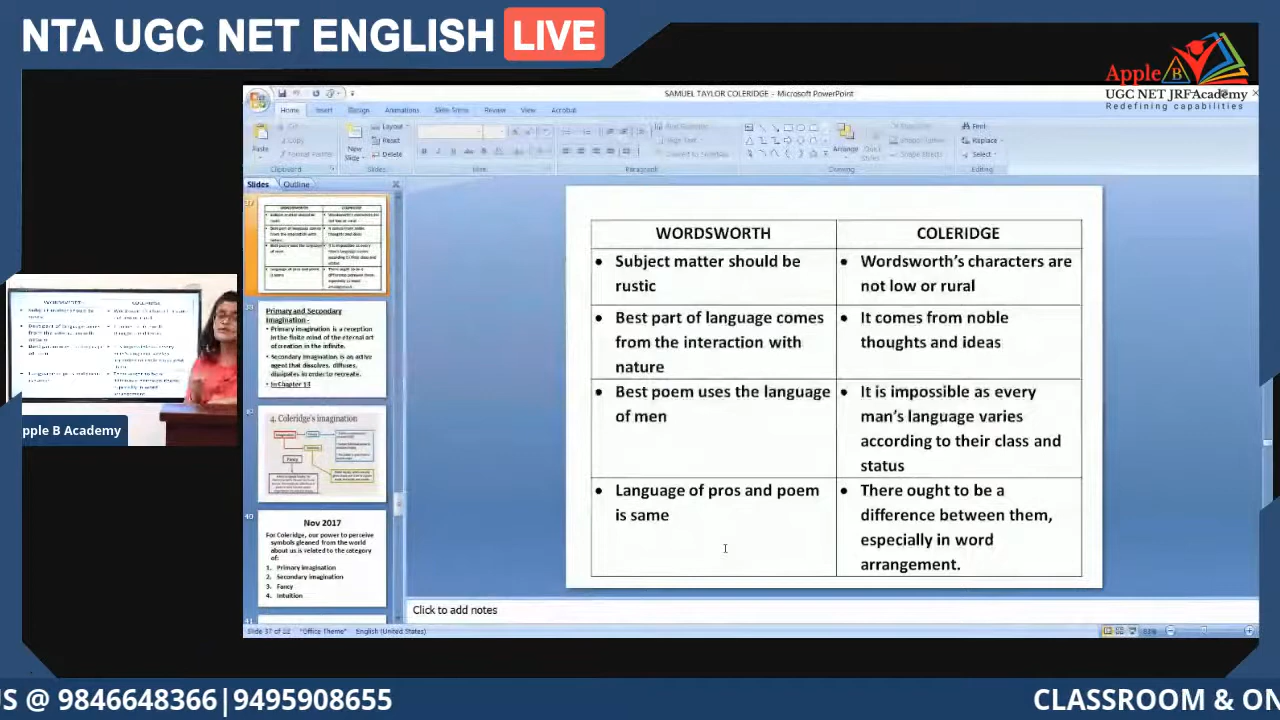 NTA UGC NET ENGLISH LIVE
Apple B
UGC NET JRF Academy
Redefining capabilities
SAMUEL TAYLOR COLERIDGE - Microsoft PowerPoint
Home Insert Design Animations Slide Show Review View Acrobat
Paste
New Slide
Layout
Reset
Delete
Arrange
Find
Replace
Select
Clipboard Slides Paragraph Drawing Editing
Slides Outline
Primary and Secondary
Imagination-
Primary imagination is a reception
in the finite mind of the eternal art
of creation in the infinite.
Secondary imagination is an active
agent that dissolves, diffuses,
dissipates in order to recreate.
In Chapter 13
4. Coleridge's imagination
Fancy
40
Nov 2017
For Coleridge, our power to perceive
symbols gleaned from the world
about us is related to the category
of:
1. Primary imagination
2. Secondary imagination
3. Fancy
4. Intuition
WORDSWORTH COLERIDGE
• Subject matter should be
rustic
• Wordsworth's characters are
not low or rural
• Best part of language comes
from the interaction with
nature
• It comes from noble
thoughts and ideas
• Best poem uses the language
of men
• It is impossible as every
man's language varies
according to their class and
status
• Language of pros and poem
is same
• There ought to be a
difference between them,
especially in word
arrangement.
Click to add notes
Slide 37 of 52 "Office Theme" English (United States)
pple B Academy
US @ 9846648366|9495908655
CLASSROOM & ON